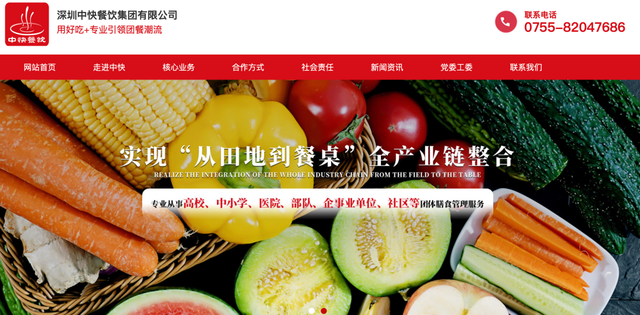 中快餐饮
深圳中快餐饮集团有限公司
用好吃+专业引领团餐潮流
联系电话
0755-82047686
网站首页 走进中快 核心业务 合作方式 社会责任 新闻资讯 党委工委 联系我们
实现“从田地到餐桌”全产业链整合
REALIZE THE INTEGRATION OF THE WHOLE INDUSTRY CHAIN FROM THE FIELD TO THE TABLE
专业从事高校、中小学、医院、部队、企事业单位、社区等团体膳食管理服务